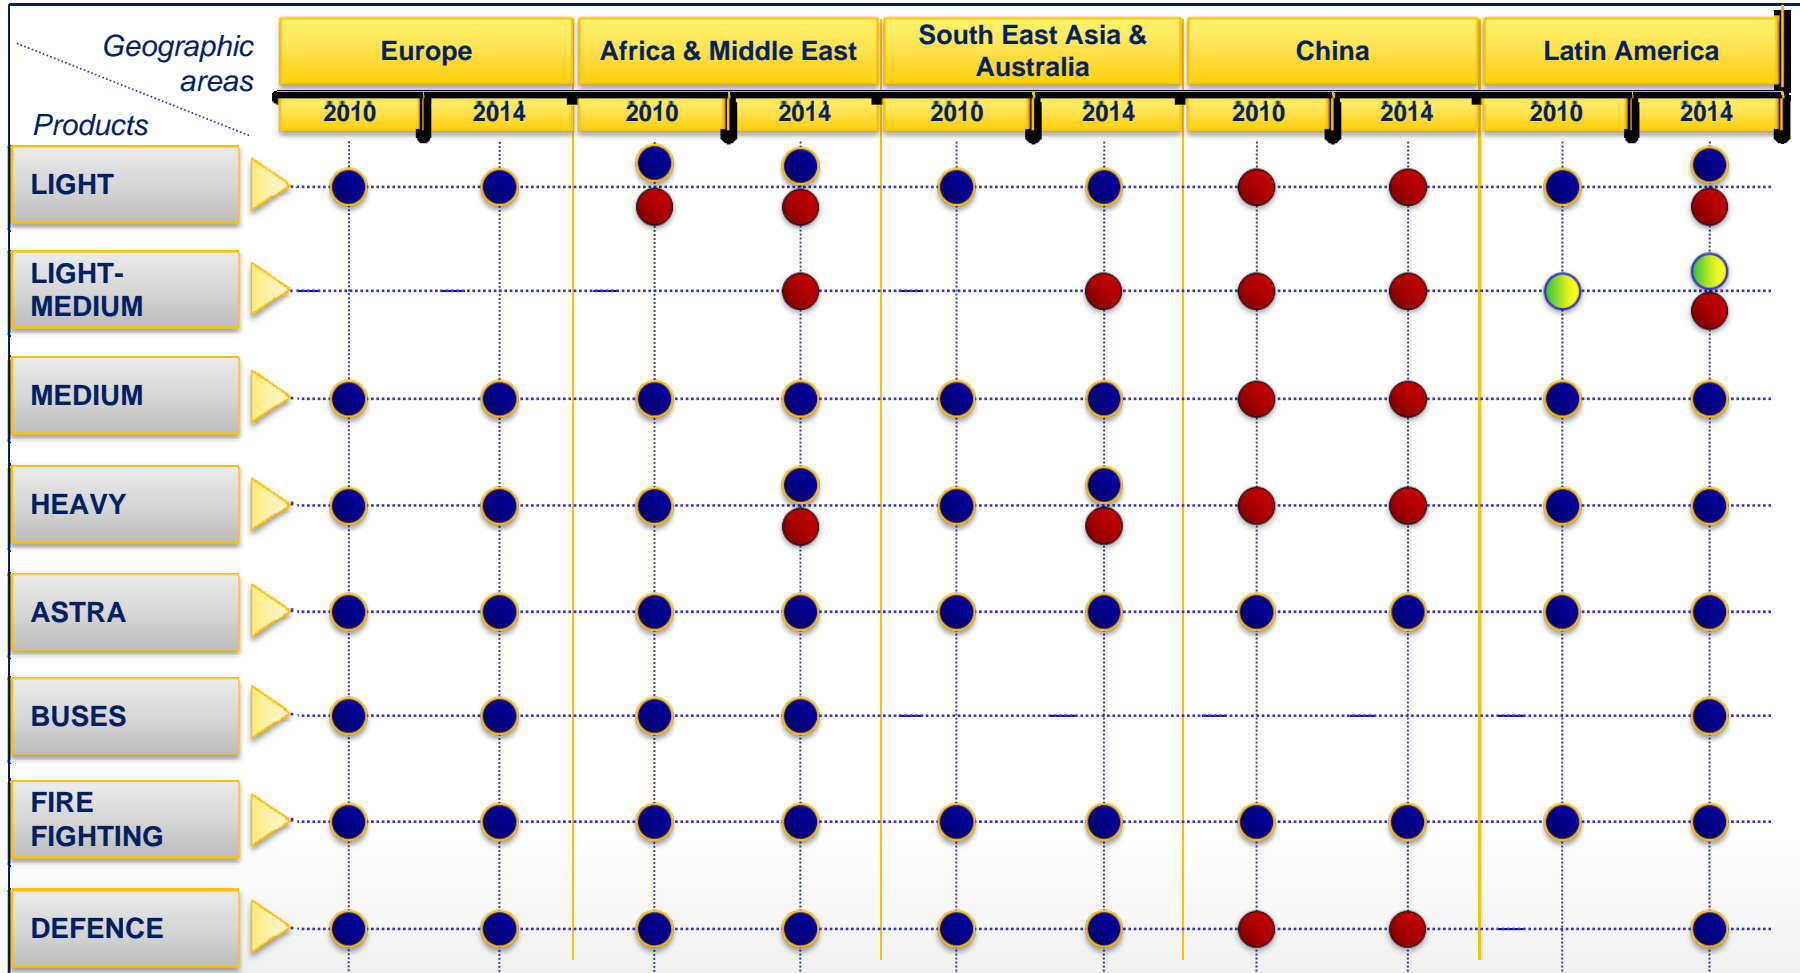 Geographic
areas
Products
Europe
Africa & Middle East
South East Asia &
Australia
China
Latin America
2010
2014
2010
2014
2010
2014
2010
2014
2010
2014
LIGHT
LIGHT-
MEDIUM
MEDIUM
HEAVY
ASTRA
BUSES
FIRE
FIGHTING
DEFENCE